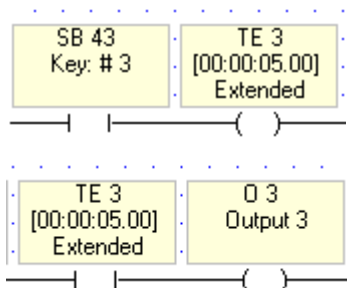 SB 43
Key: # 3
TE 3
[00:00:05.00]
Extended
TE 3
[00:00:05.00]
Extended
O 3
Output 3